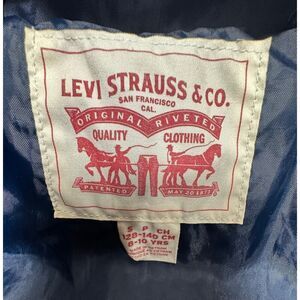 LEVI STRAUSS & CO.
SAN FRANCISCO
CAL.
ORIGINAL RIVETED
QUALITY CLOTHING
PATENTED MAY 20 1873
S P CH
128-140 CM
8-10 YRS